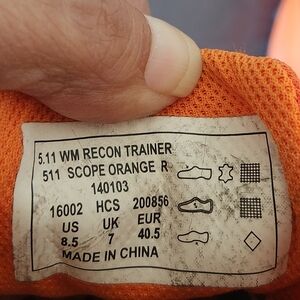 5.11 WM RECON TRAINER
511 SCOPE ORANGE R
140103
16002 HCS 200856
US UK EUR
8.5 7 40.5
MADE IN CHINA